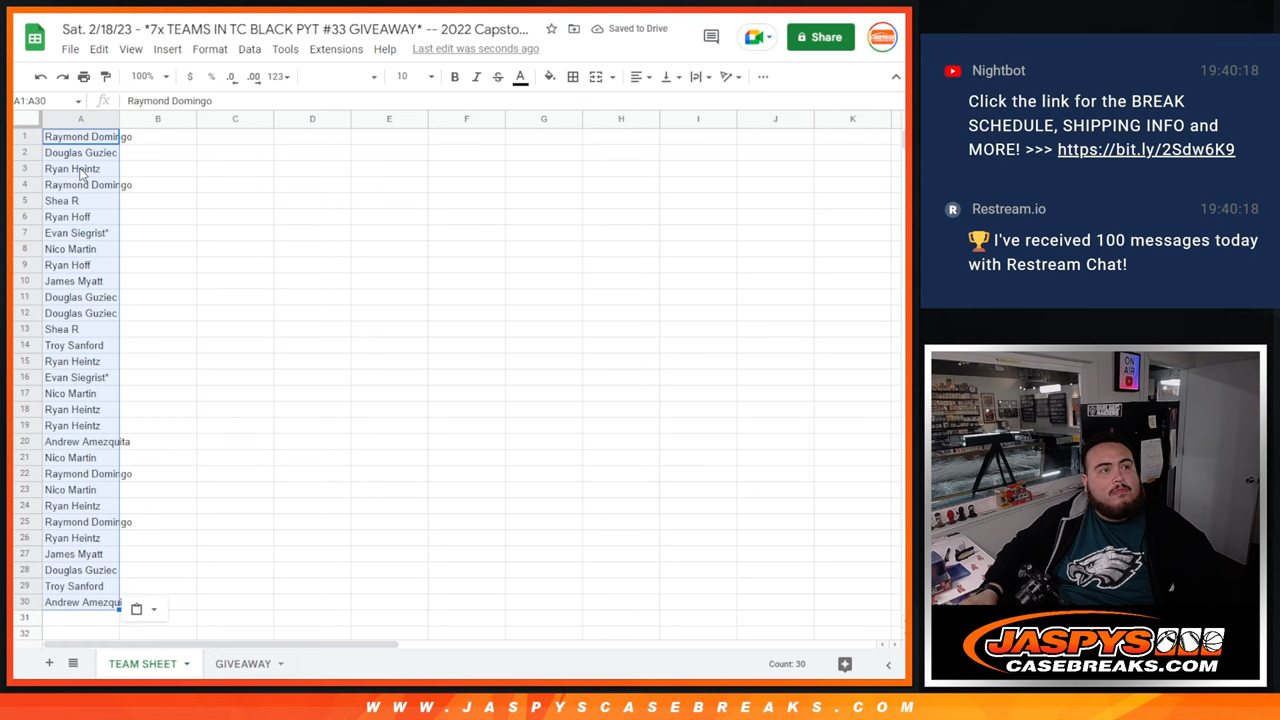 Sat. 2/18/23 - *7x TEAMS IN TC BLACK PYT #33 GIVEAWAY* -- 2022 Capsto...
Saved to Drive
Share
File Edit View Insert Format Data Tools Extensions Help Last edit was seconds ago
100% $ % .0 .00 123 10 B I S A
A1:A30 fx Raymond Domingo
A B C D E F G H I J K
1 Raymond Domingo
2 Douglas Guziec
3 Ryan Heintz
4 Raymond Domingo
5 Shea R
6 Ryan Hoff
7 Evan Siegrist*
8 Nico Martin
9 Ryan Hoff
10 James Myatt
11 Douglas Guziec
12 Douglas Guziec
13 Shea R
14 Troy Sanford
15 Ryan Heintz
16 Evan Siegrist*
17 Nico Martin
18 Ryan Heintz
19 Ryan Heintz
20 Andrew Amezquita
21 Nico Martin
22 Raymond Domingo
23 Nico Martin
24 Ryan Heintz
25 Raymond Domingo
26 Ryan Heintz
27 James Myatt
28 Douglas Guziec
29 Troy Sanford
30 Andrew Amezqui
31
32
TEAM SHEET GIVEAWAY Count: 30
Nightbot 19:40:18
Click the link for the BREAK
SCHEDULE, SHIPPING INFO and
MORE! >>> https://bit.ly/2Sdw6K9
Restream.io 19:40:18
🏆 I've received 100 messages today
with Restream Chat!
ON AIR
JASPYS
CASEBREAKS.COM
WWW.JASPYSCASEBREAKS.COM